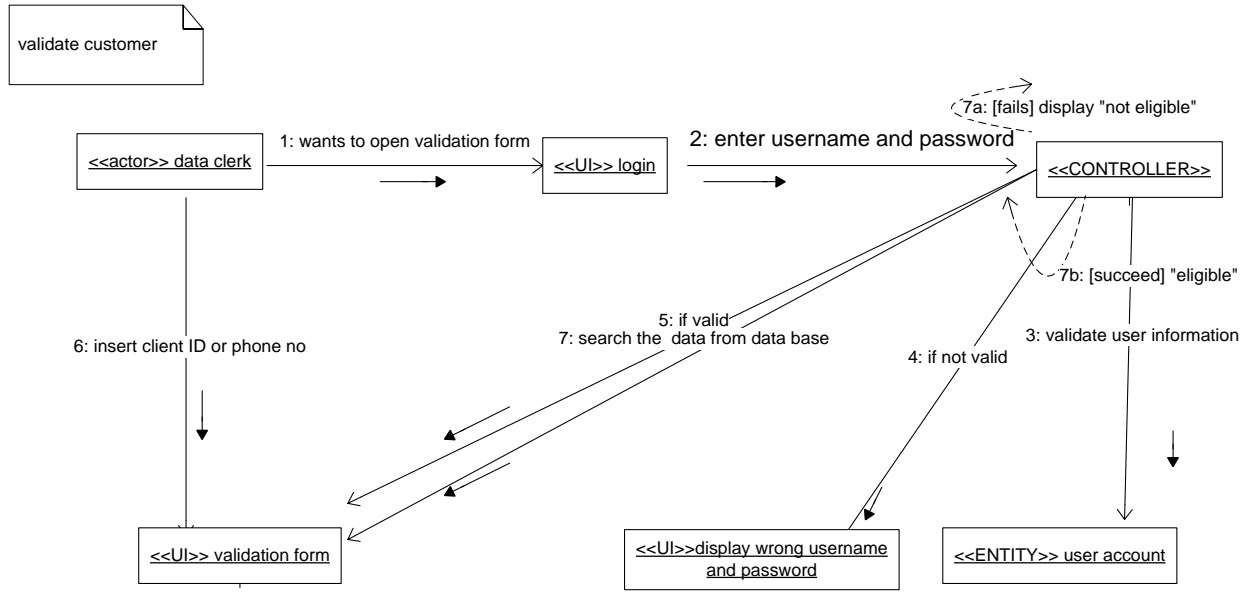 validate customer
7a: [fails] display "not eligible"
1: wants to open validation form
2: enter username and password
<<actor>> data clerk
<<UI>> login
<<CONTROLLER>>
7b: [succeed] "eligible"
5: if valid
7: search the data from data base
6: insert client ID or phone no
4: if not valid
3: validate user information
<<UI>> validation form
<<UI>>display wrong username
and password
<<ENTITY>> user account